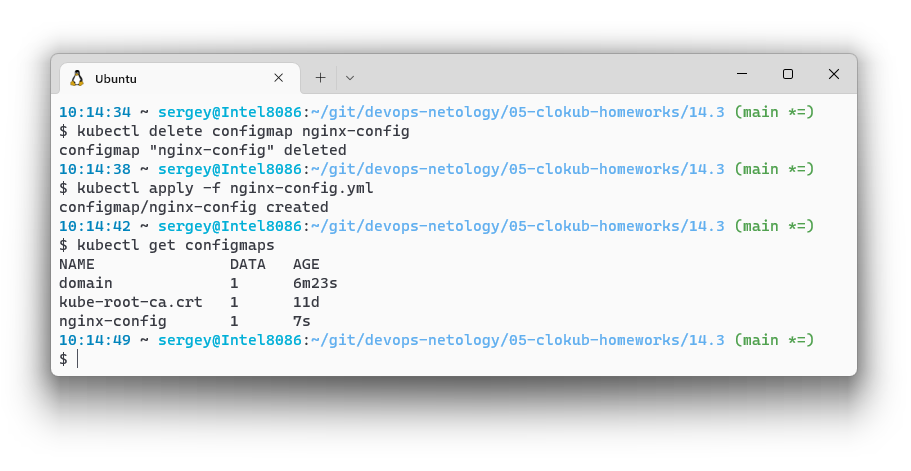 Ubuntu
10:14:34 ~ sergey@Intel8086:~/git/devops-netology/05-clokub-homeworks/14.3 (main *=)
$ kubectl delete configmap nginx-config
configmap "nginx-config" deleted
10:14:38 ~ sergey@Intel8086:~/git/devops-netology/05-clokub-homeworks/14.3 (main *=)
$ kubectl apply -f nginx-config.yml
configmap/nginx-config created
10:14:42 ~ sergey@Intel8086:~/git/devops-netology/05-clokub-homeworks/14.3 (main *=)
$ kubectl get configmaps
NAME               DATA   AGE
domain             1      6m23s
kube-root-ca.crt   1      11d
nginx-config       1      7s
10:14:49 ~ sergey@Intel8086:~/git/devops-netology/05-clokub-homeworks/14.3 (main *=)
$